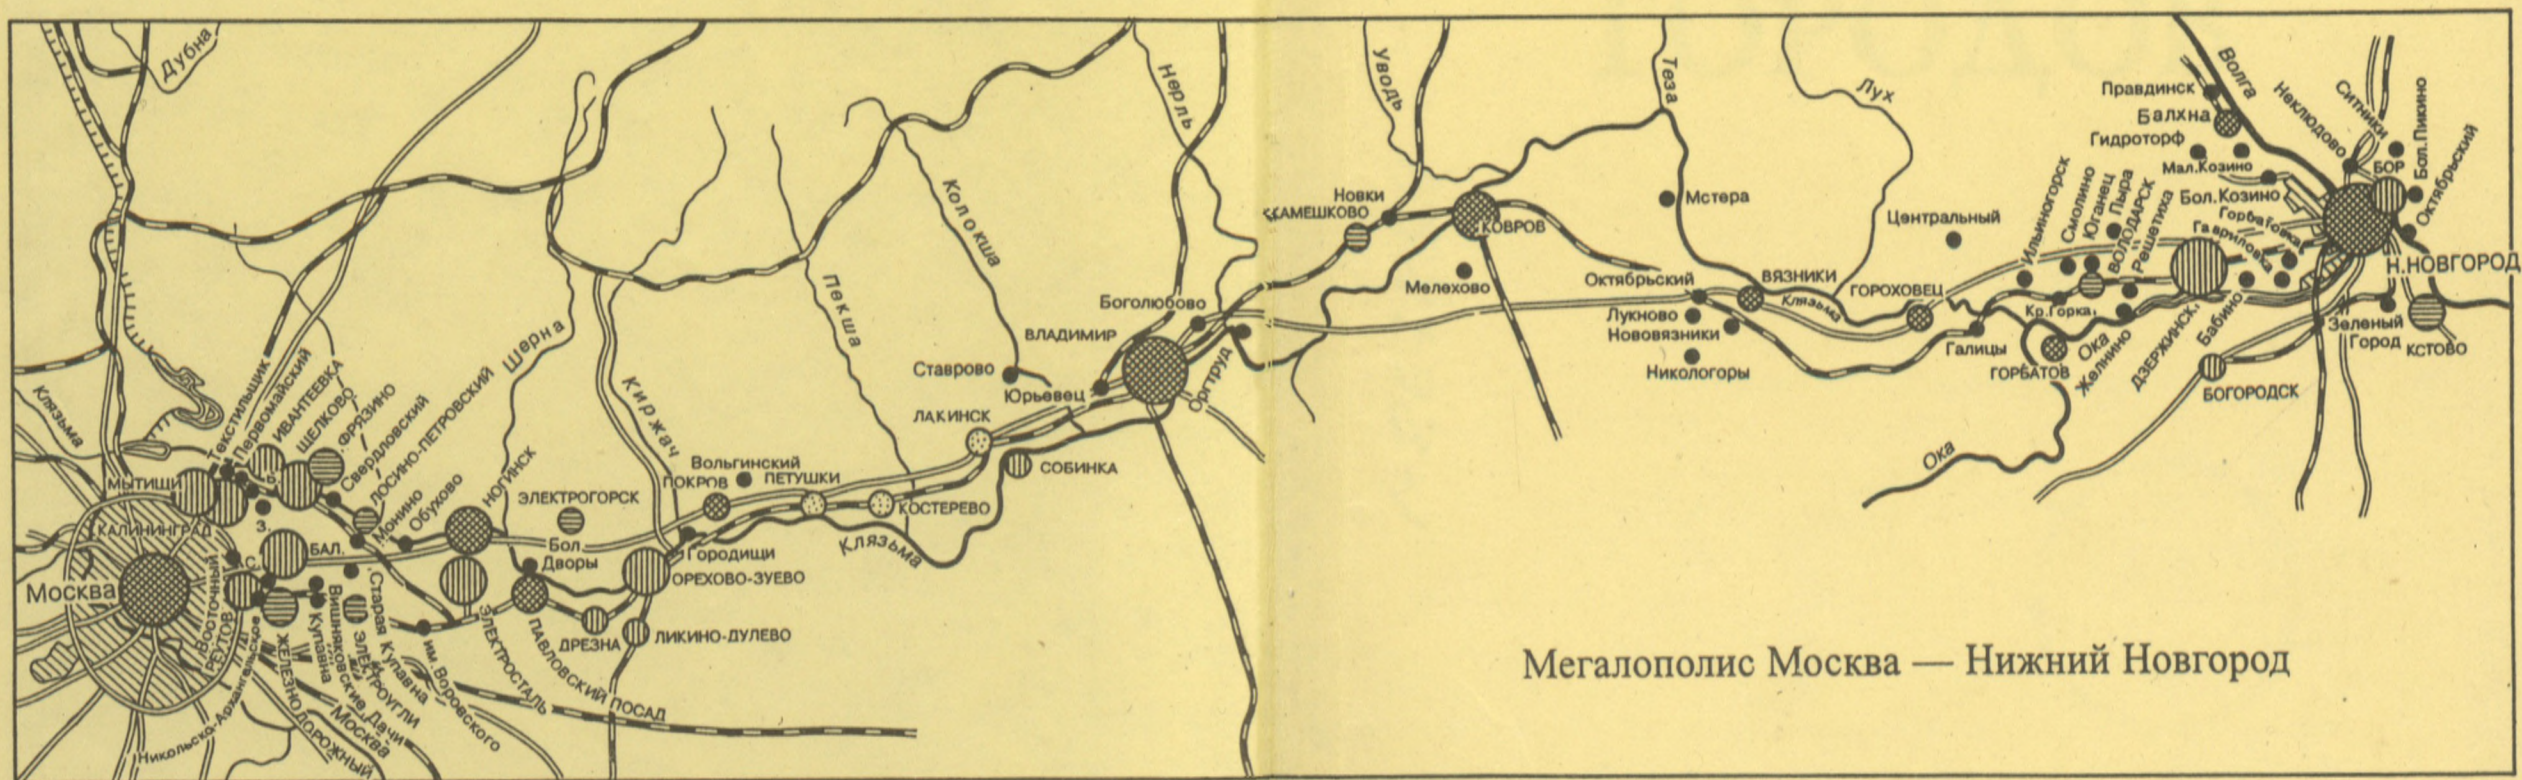 Дубна
Клязьма
Текстильщик
Первомайский
ИВАНТЕЕВКА
ЩЕЛКОВО
ФРЯЗИНО
Свердловский
ЛОСИНО-ПЕТРОВСКИЙ
Монино
Обухово
НОГИНСК
Шерна
Киржач
Пекша
Колокша
Нерль
МЫТИЩИ
КАЛИНИНГРАД
З.
БАЛ.
С.
Москва
Восточный
РЕУТОВ
Никольско-Архангельское
ЖЕЛЕЗНОДОРОЖНЫЙ
Купавна
Вишняковские Дачи
ЭЛЕКТРОУГЛИ
Старая Купавна
им. Воровского
Москва
ЭЛЕКТРОСТАЛЬ
ПАВЛОВСКИЙ ПОСАД
ЭЛЕКТРОГОРСК
Бол.
Дворы
ДРЕЗНА
ЛИКИНО-ДУЛЕВО
ОРЕХОВО-ЗУЕВО
Городищи
ПОКРОВ
Вольгинский
ПЕТУШКИ
КОСТЕРЕВО
Клязьма
ЛАКИНСК
СОБИНКА
Ставрово
Юрьевец
ВЛАДИМИР
Боголюбово
Оргтруд
Уводь
Теза
Лух
Новки
КАМЕШКОВО
КОВРОВ
Мелехово
Мстера
Октябрьский
Лукново
Нововязники
Никологоры
ВЯЗНИКИ
Клязьма
ГОРОХОВЕЦ
Центральный
Галицы
Ильиногорск
Смолино
Юганец
Пыра
ВОЛОДАРСК
Решетиха
Кр.Горка
ГОРБАТОВ
Ока
Ока
Желнино
ДЗЕРЖИНСК
Бабино
БОГОРОДСК
Правдинск
Балхна
Гидроторф
Мал.Козино
Бол.Козино
Горбатовка
Гавриловка
Волга
Неклюдово
Ситники
БОР
Бол.Пикино
Октябрьский
Н.НОВГОРОД
Зеленый
Город
КСТОВО
Мегалополис Москва — Нижний Новгород